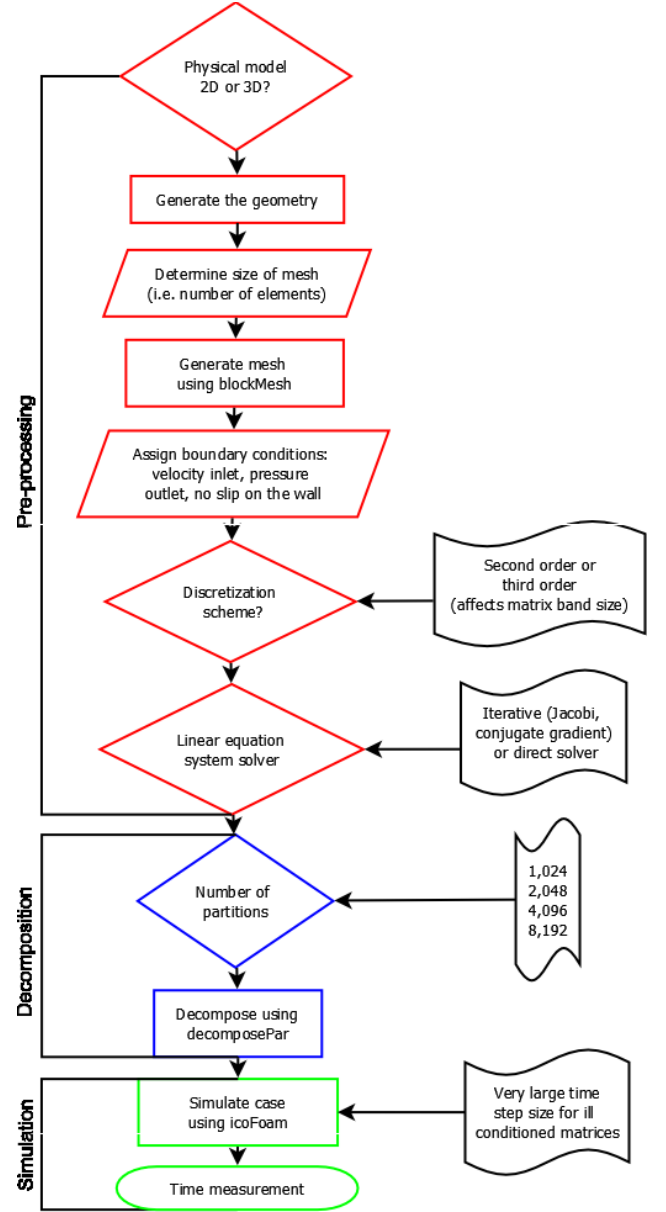 Physical model
2D or 3D?
Generate the geometry
Determine size of mesh
(i.e. number of elements)
Generate mesh
using blockMesh
Pre-processing
Assign boundary conditions:
velocity inlet, pressure
outlet, no slip on the wall
Discretization
scheme?
Second order or
third order
(affects matrix band size)
Linear equation
system solver
Iterative (Jacobi,
conjugate gradient)
or direct solver
Decomposition
Number of
partitions
1,024
2,048
4,096
8,192
Decompose using
decomposePar
Simulation
Simulate case
using icoFoam
Very large time
step size for ill
conditioned matrices
Time measurement